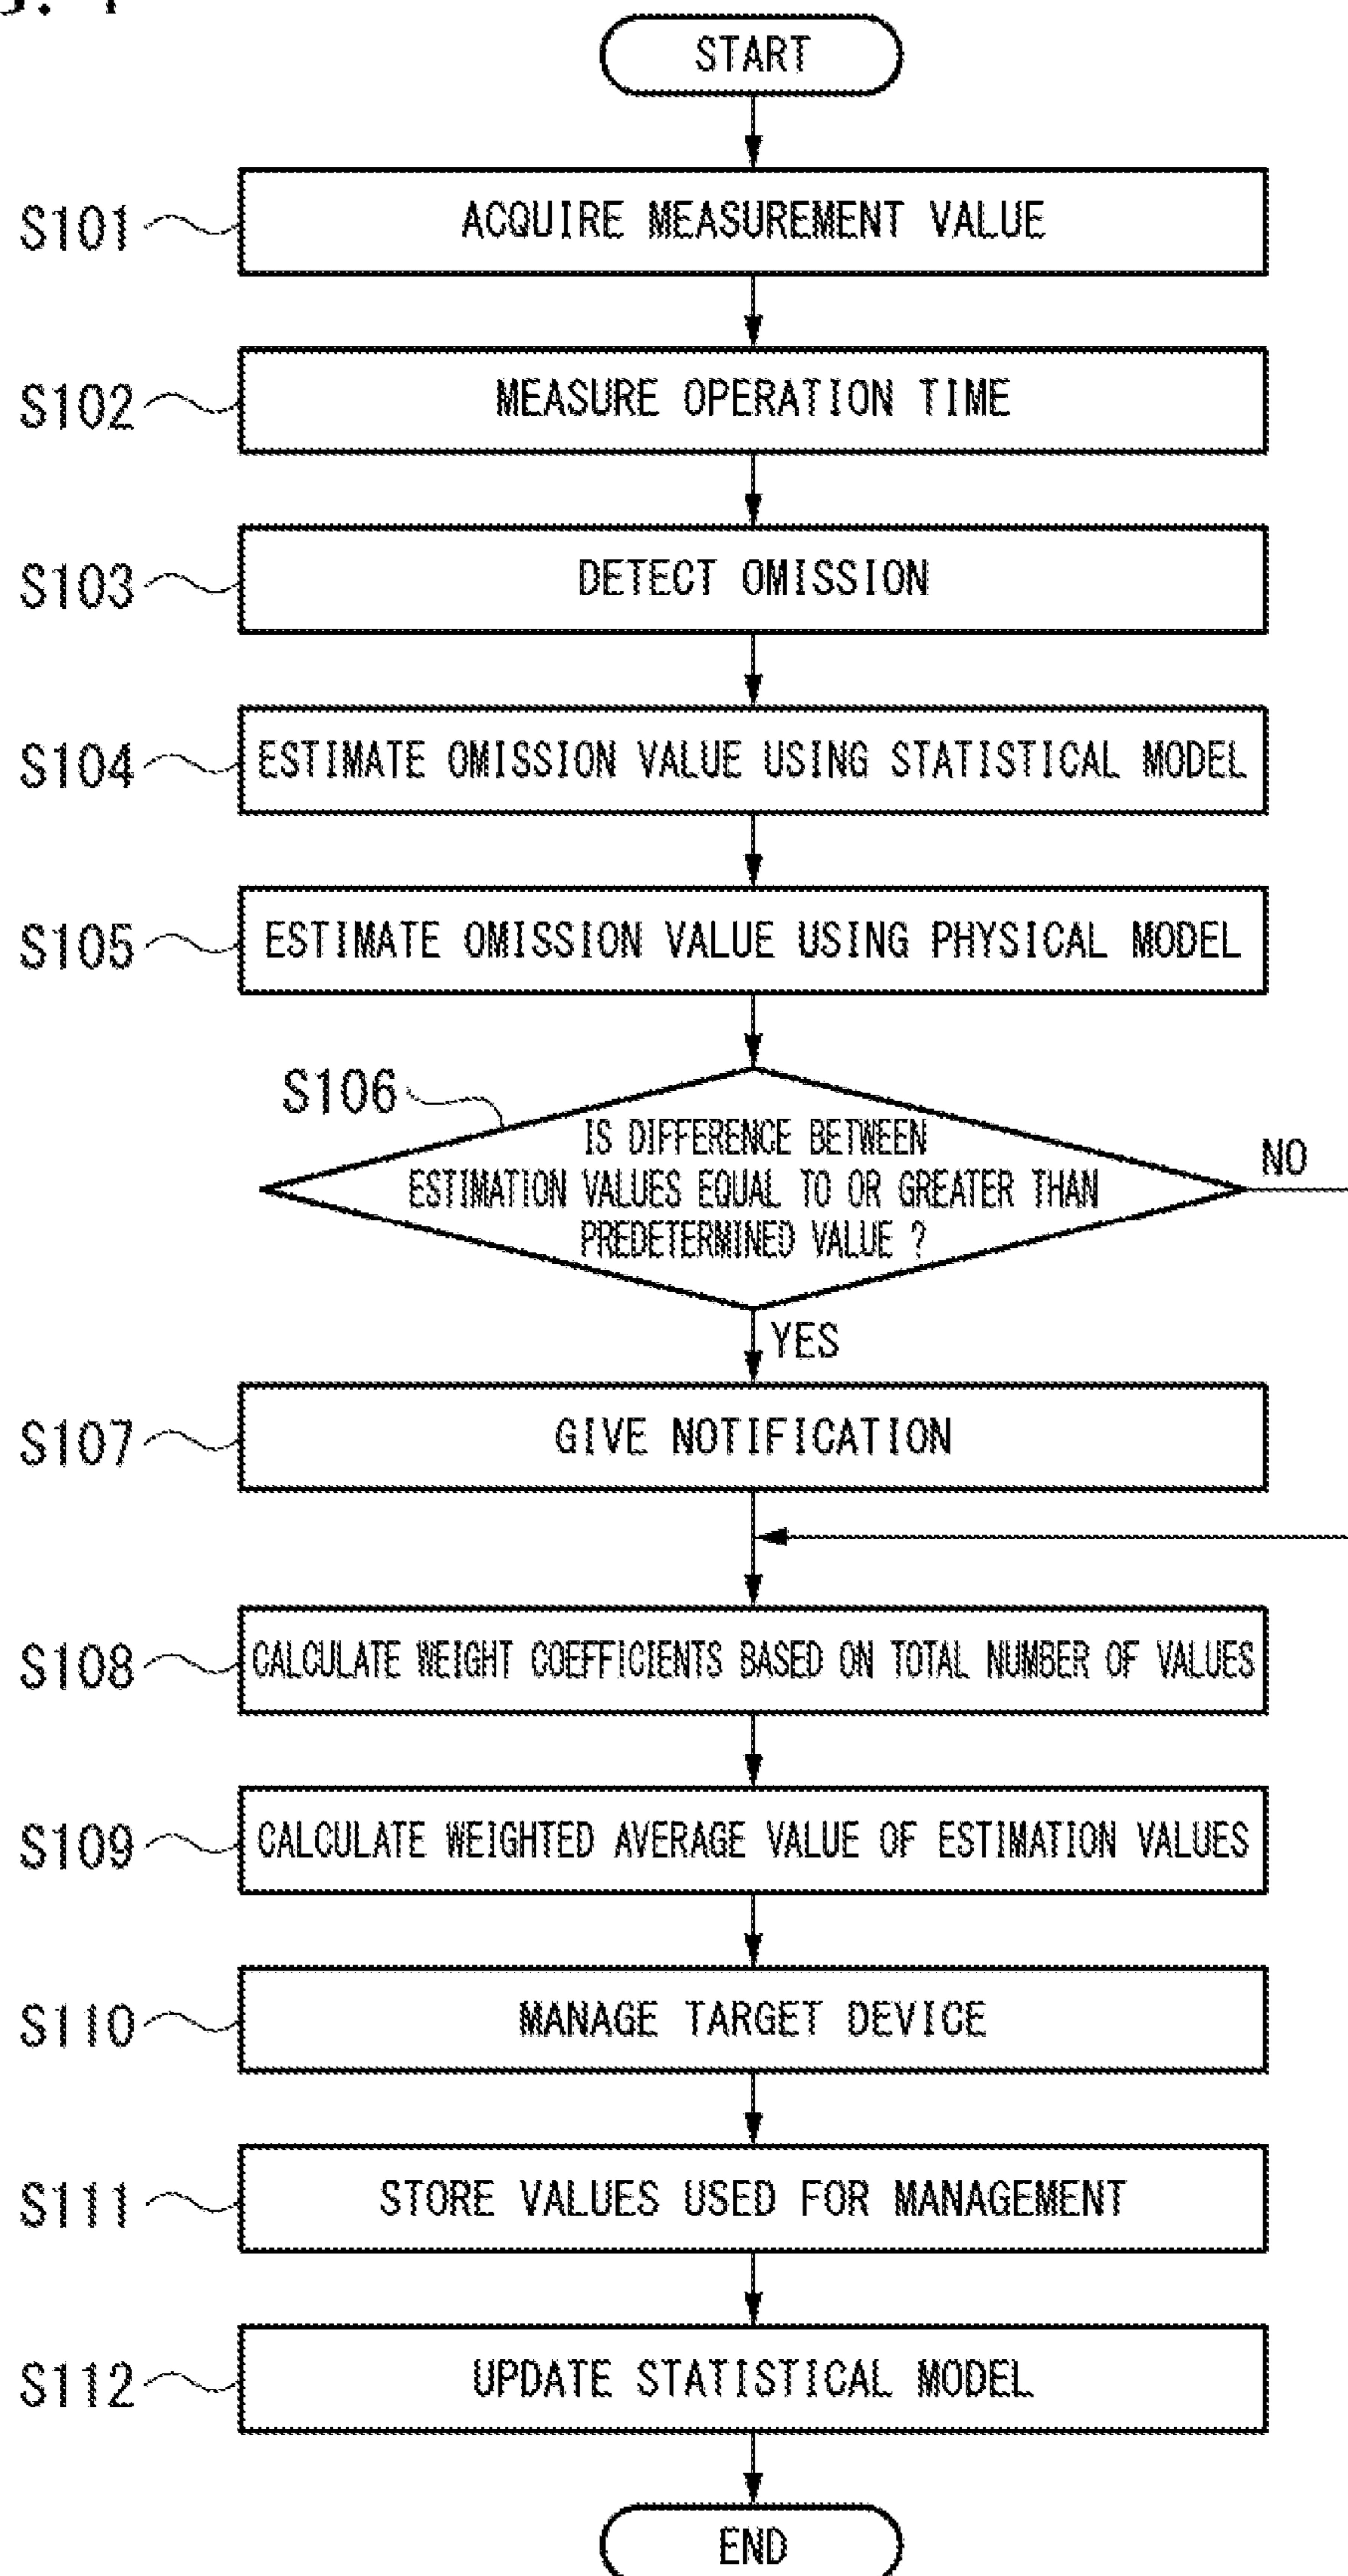 START
S101
ACQUIRE MEASUREMENT VALUE
S102
MEASURE OPERATION TIME
S103
DETECT OMISSION
S104
ESTIMATE OMISSION VALUE USING STATISTICAL MODEL
S105
ESTIMATE OMISSION VALUE USING PHYSICAL MODEL
S106
IS DIFFERENCE BETWEEN
ESTIMATION VALUES EQUAL TO OR GREATER THAN
PREDETERMINED VALUE ?
NO
YES
S107
GIVE NOTIFICATION
S108
CALCULATE WEIGHT COEFFICIENTS BASED ON TOTAL NUMBER OF VALUES
S109
CALCULATE WEIGHTED AVERAGE VALUE OF ESTIMATION VALUES
S110
MANAGE TARGET DEVICE
S111
STORE VALUES USED FOR MANAGEMENT
S112
UPDATE STATISTICAL MODEL
END